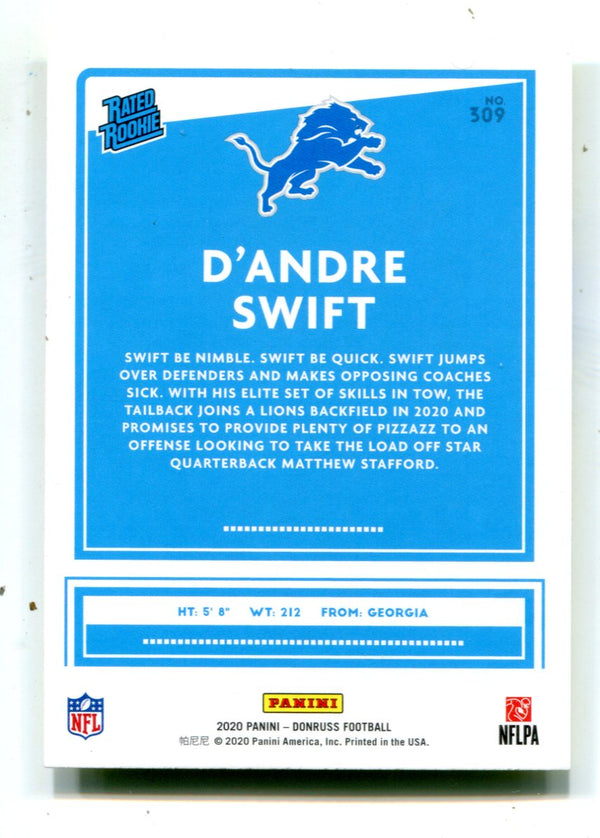 RATED
ROOKIE
NO.
309
D'ANDRE
SWIFT
SWIFT BE NIMBLE. SWIFT BE QUICK. SWIFT JUMPS
OVER DEFENDERS AND MAKES OPPOSING COACHES
SICK. WITH HIS ELITE SET OF SKILLS IN TOW, THE
TAILBACK JOINS A LIONS BACKFIELD IN 2020 AND
PROMISES TO PROVIDE PLENTY OF PIZZAZZ TO AN
OFFENSE LOOKING TO TAKE THE LOAD OFF STAR
QUARTERBACK MATTHEW STAFFORD.
HT: 5' 8" WT: 212 FROM: GEORGIA
NFL
PANINI
2020 PANINI – DONRUSS FOOTBALL
帕尼尼 © 2020 Panini America, Inc. Printed in the USA.
NFLPA